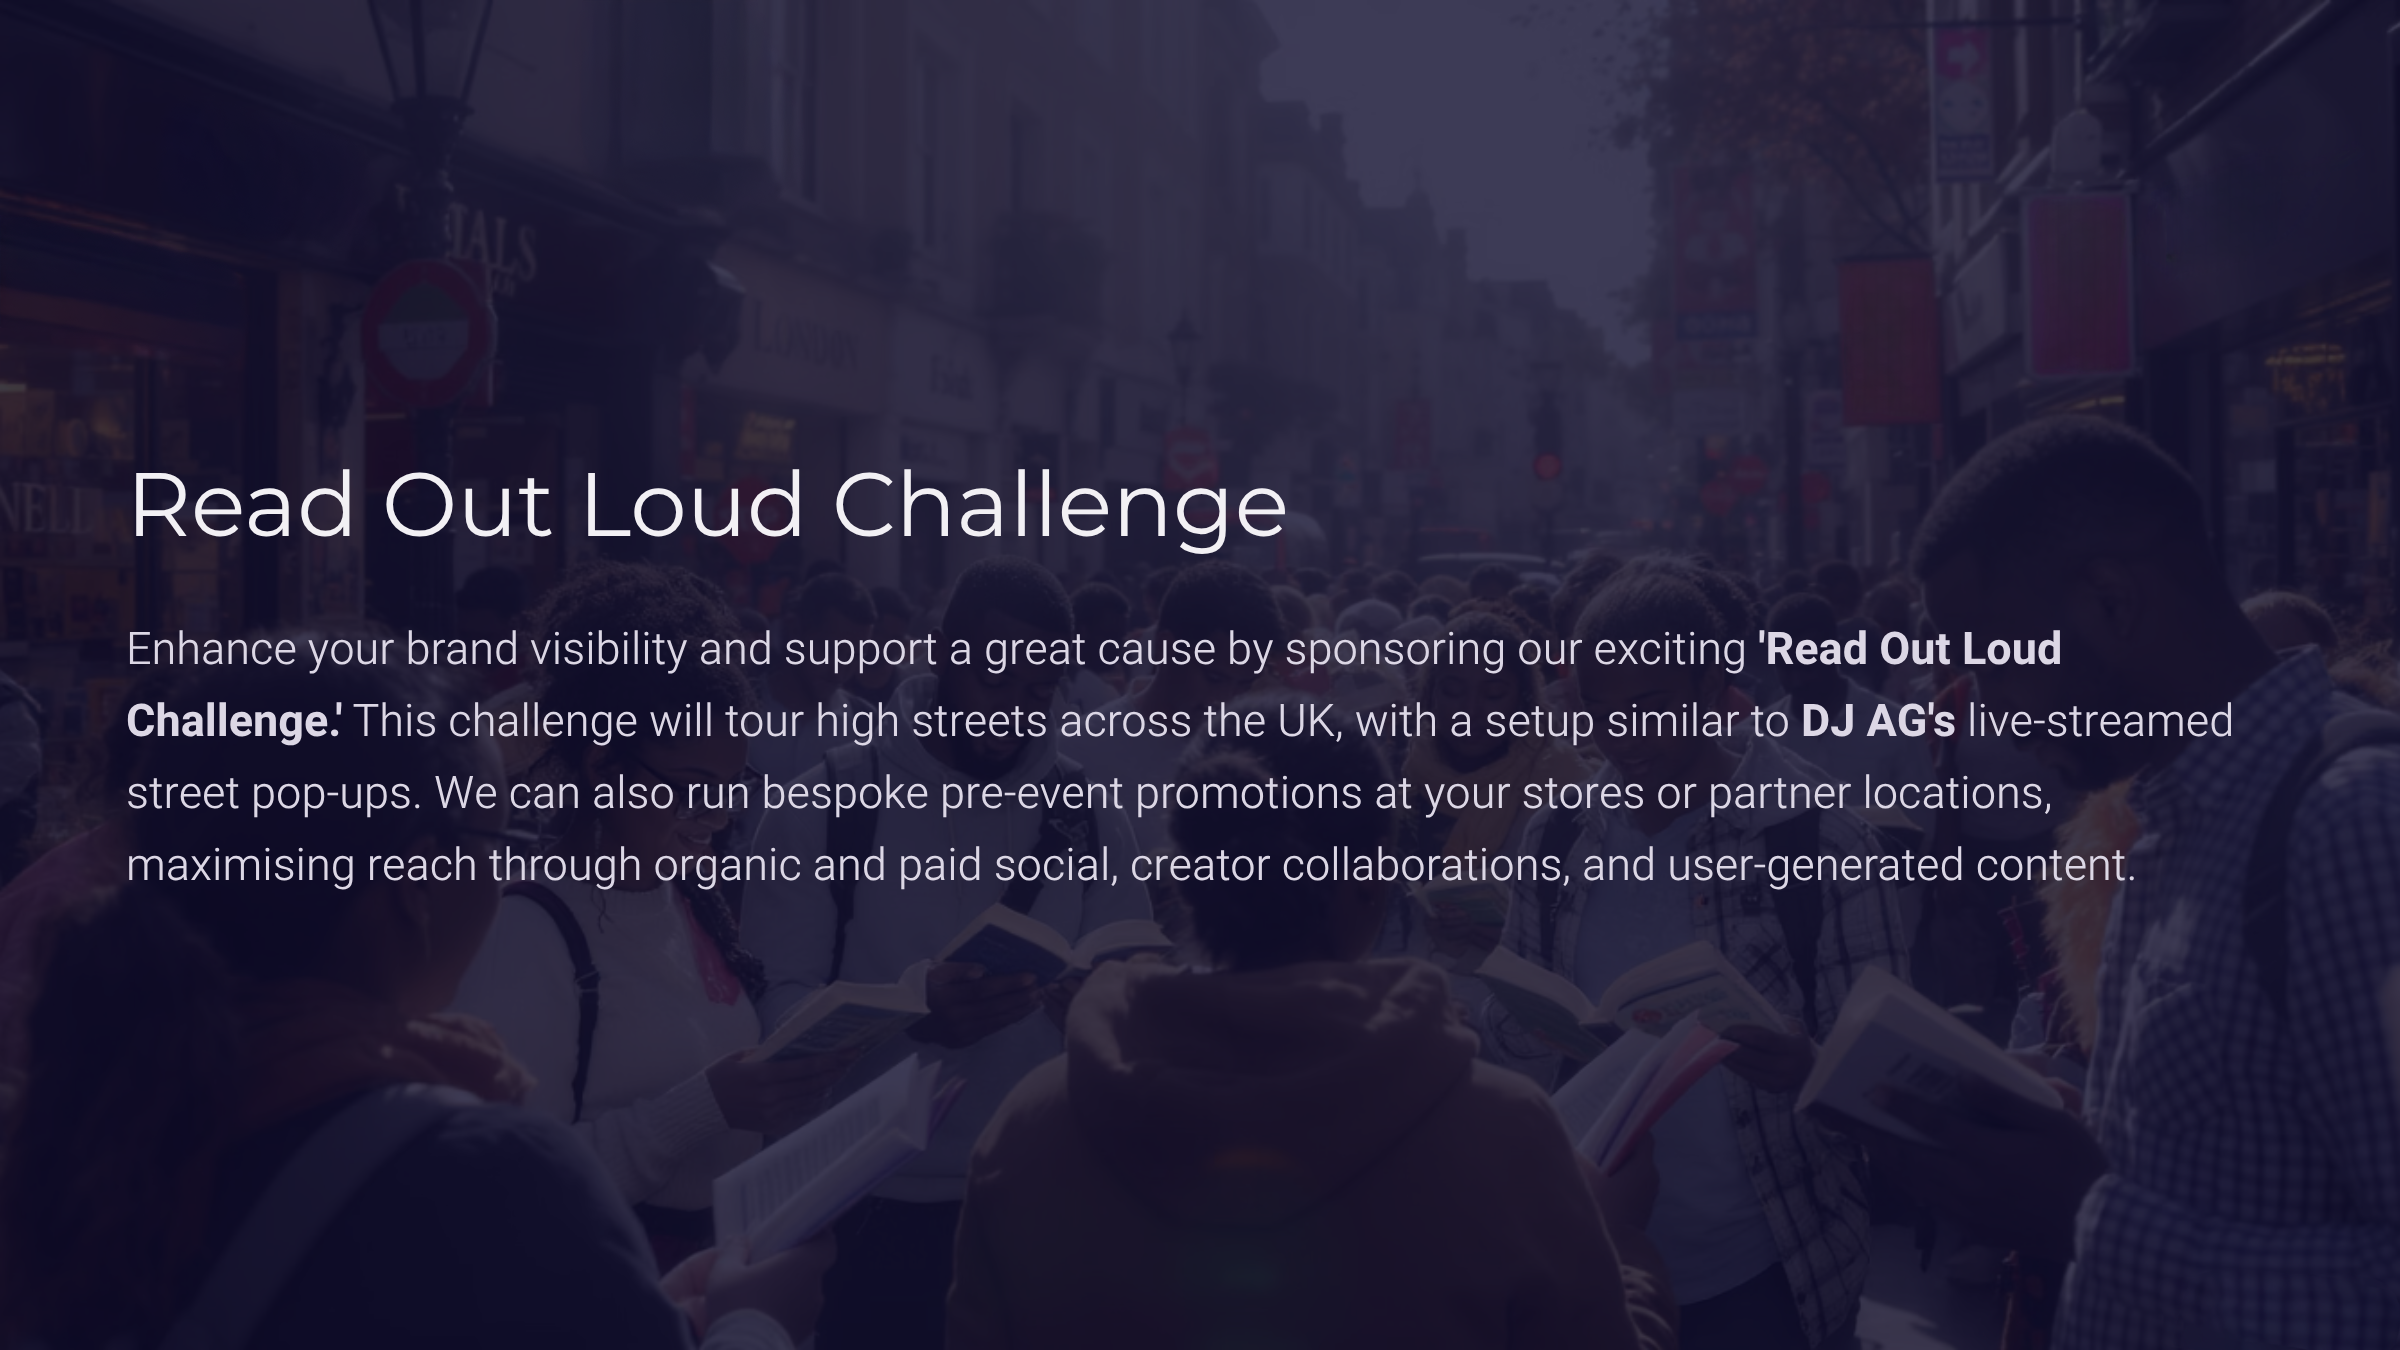 IALS
LONDON
NELL
Read Out Loud Challenge
Enhance your brand visibility and support a great cause by sponsoring our exciting 'Read Out Loud
Challenge.' This challenge will tour high streets across the UK, with a setup similar to DJ AG's live-streamed
street pop-ups. We can also run bespoke pre-event promotions at your stores or partner locations,
maximising reach through organic and paid social, creator collaborations, and user-generated content.